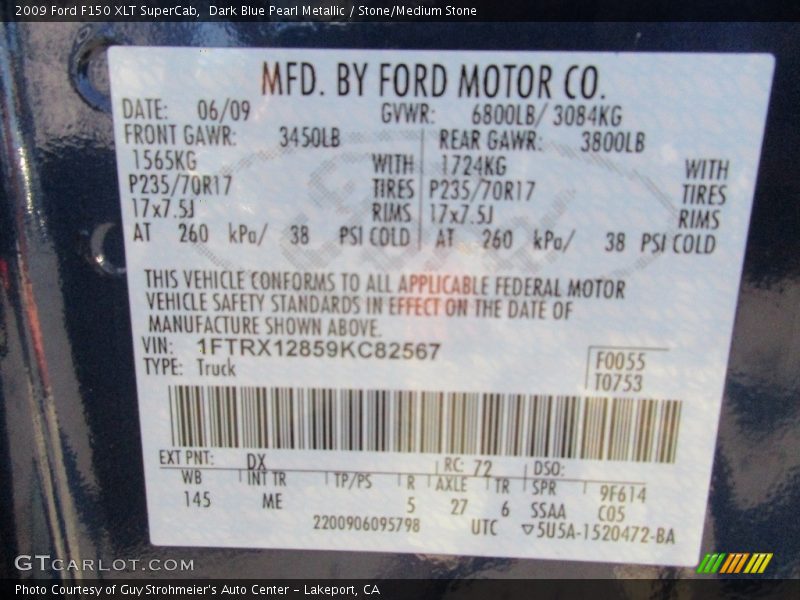 2009 Ford F150 XLT SuperCab,  Dark Blue Pearl Metallic / Stone/Medium Stone
MFD. BY FORD MOTOR CO.
DATE: 06/09 GVWR: 6800LB/ 3084KG
FRONT GAWR: 3450LB REAR GAWR: 3800LB
1565KG WITH 1724KG WITH
P235/70R17 TIRES P235/70R17 TIRES
17x7.5J RIMS 17x7.5J RIMS
AT 260 kPa/ 38 PSI COLD AT 260 kPa/ 38 PSI COLD
THIS VEHICLE CONFORMS TO ALL APPLICABLE FEDERAL MOTOR
VEHICLE SAFETY STANDARDS IN EFFECT ON THE DATE OF
MANUFACTURE SHOWN ABOVE.
VIN: 1FTRX12859KC82567
TYPE: Truck
F0055
T0753
EXT PNT: DX RC: 72 DSO:
WB INT TR TP/PS R AXLE TR SPR 9F614
145 ME 5 27 6 SSAA C05
2200906095798 UTC ▽5U5A-1520472-BA
GTCarLot.com
Photo Courtesy of Guy Strohmeier's Auto Center – Lakeport, CA